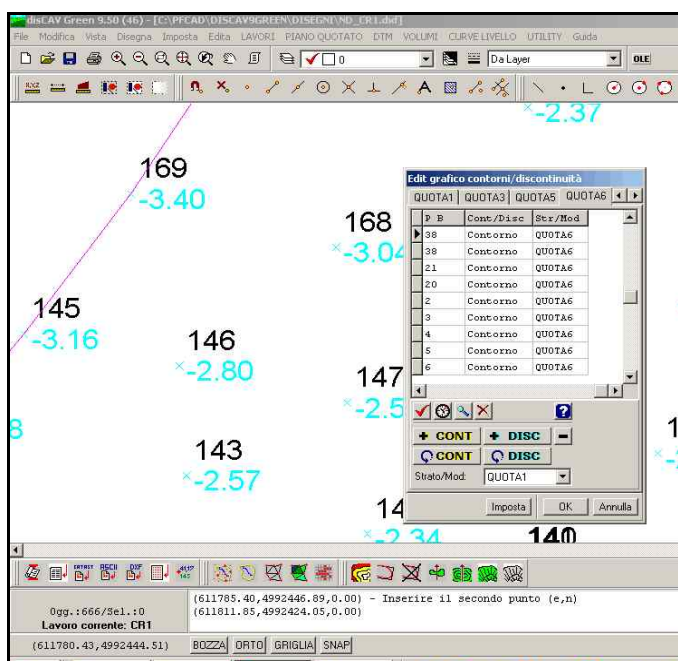 disCAV Green 9.50 (46) - [C:\PFCAD\DISCAV9GREEN\DISEGNI\ND_CR1.dxf]
File Modifica Vista Disegna Imposta Edita LAVORI PIANO QUOTATO DTM VOLUMI CURVE LIVELLO UTILITY Guida
0 Da Layer OLE
-2.37
169
-3.40
168
-3.04
145
-3.16
146
-2.80
147
-2.5
8
143
-2.57
14
-2.34
140
1
Edit grafico contorni/discontinuità
QUOTA1 QUOTA3 QUOTA5 QUOTA6
P B Cont/Disc Str/Mod
38 Contorno QUOTA6
38 Contorno QUOTA6
21 Contorno QUOTA6
20 Contorno QUOTA6
2 Contorno QUOTA6
3 Contorno QUOTA6
4 Contorno QUOTA6
5 Contorno QUOTA6
6 Contorno QUOTA6
+ CONT + DISC -
CONT DISC
Strato/Mod: QUOTA1
Imposta OK Annulla
Ogg.:666/Sel.:0
Lavoro corrente: CR1
(611785.40,4992446.89,0.00) - Inserire il secondo punto (e,n)
(611811.85,4992424.05,0.00)
(611780.43,4992444.51) BOZZA ORTO GRIGLIA SNAP